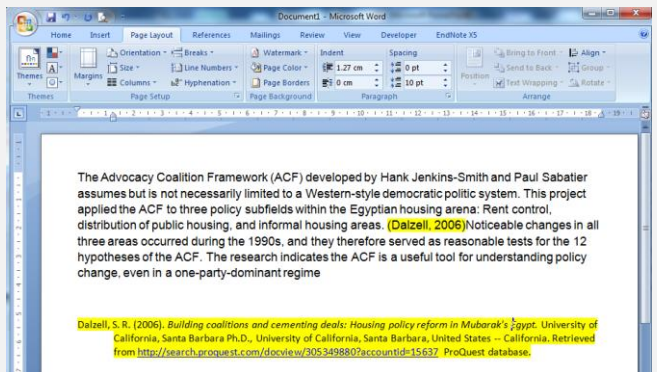 Document1 - Microsoft Word
Home Insert Page Layout References Mailings Review View Developer EndNote X5
Orientation Breaks Watermark Indent Spacing Bring to Front Align
Themes Margins Size Line Numbers Page Color 1.27 cm 0 pt Position Send to Back Group
Columns Hyphenation Page Borders 0 cm 10 pt Text Wrapping Rotate
Themes Page Setup Page Background Paragraph Arrange
The Advocacy Coalition Framework (ACF) developed by Hank Jenkins-Smith and Paul Sabatier
assumes but is not necessarily limited to a Western-style democratic politic system. This project
applied the ACF to three policy subfields within the Egyptian housing arena: Rent control,
distribution of public housing, and informal housing areas. (Dalzell, 2006)Noticeable changes in all
three areas occurred during the 1990s, and they therefore served as reasonable tests for the 12
hypotheses of the ACF. The research indicates the ACF is a useful tool for understanding policy
change, even in a one-party-dominant regime
Dalzell, S. R. (2006). Building coalitions and cementing deals: Housing policy reform in Mubarak's Egypt. University of
California, Santa Barbara Ph.D., University of California, Santa Barbara, United States -- California. Retrieved
from http://search.proquest.com/docview/305349880?accountid=15637 ProQuest database.